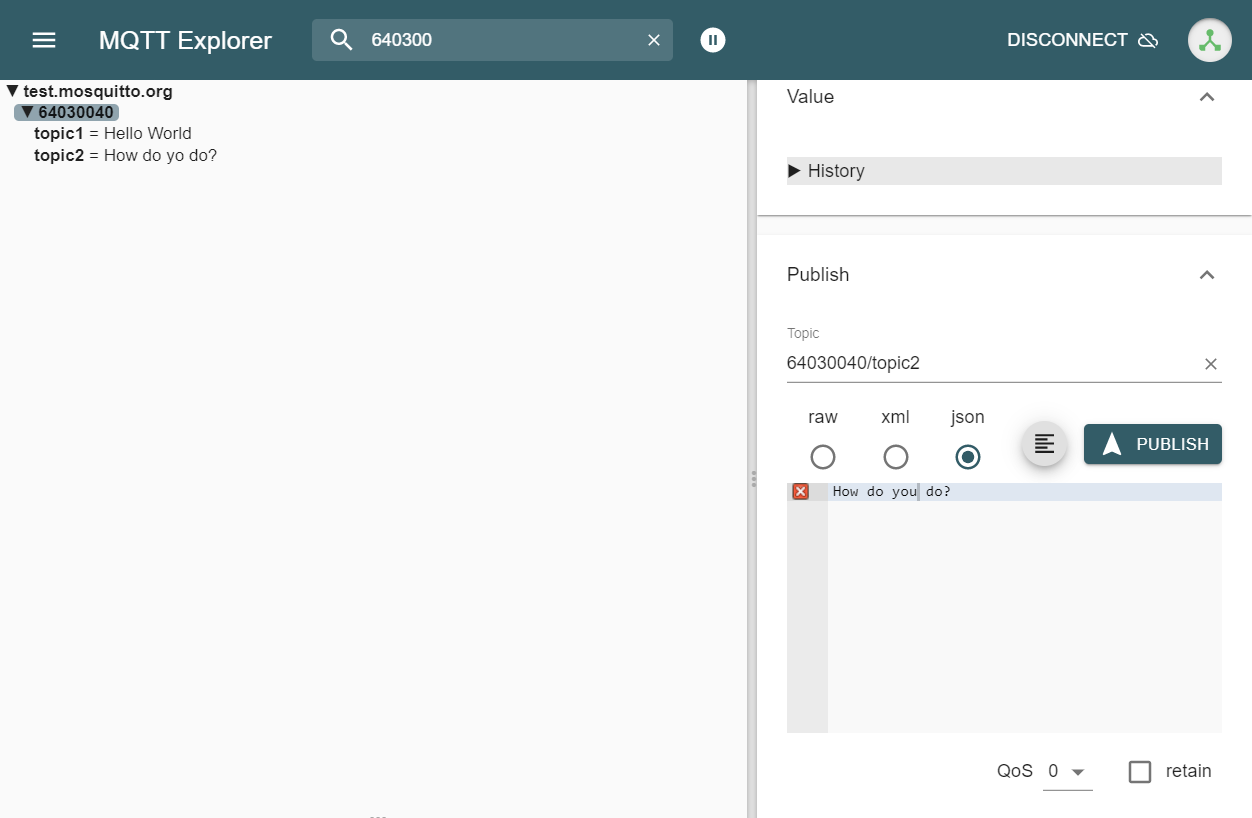 MQTT Explorer
640300
DISCONNECT
test.mosquitto.org
64030040
topic1 = Hello World
topic2 = How do yo do?
Value
History
Publish
Topic
64030040/topic2
raw xml json
PUBLISH
How do you do?
QoS 0 retain